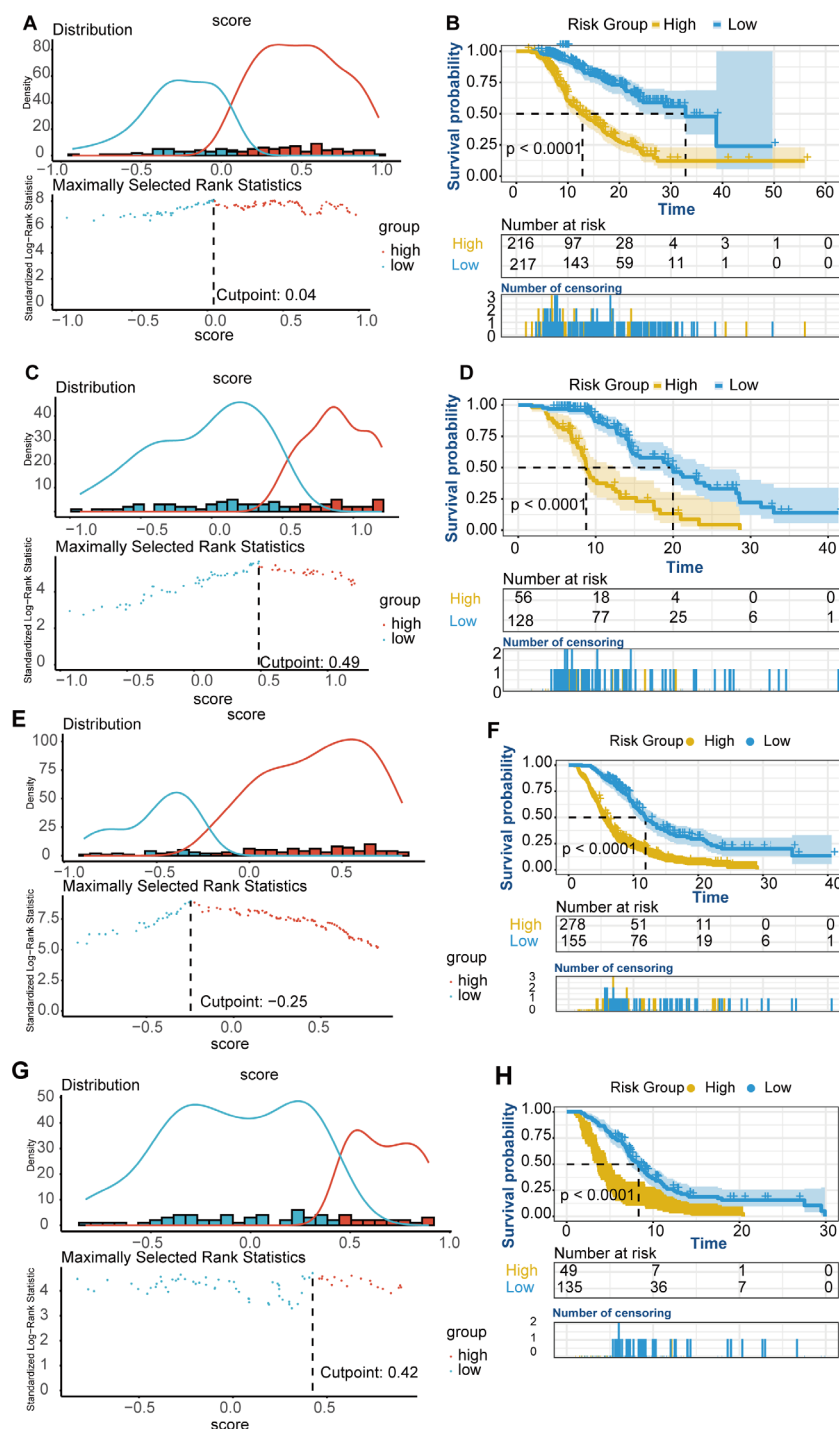 A
score
Distribution
Density
80
60
40
20
0
−1.0 −0.5 0.0 0.5 1.0
Maximally Selected Rank Statistics
Standardized Log−Rank Statistic
8
6
4
2
0
Cutpoint: 0.04
group
high
low
−1.0 −0.5 0.0 0.5 1.0
score
B
Risk Group High Low
Survival probability
1.00
0.75
0.50
0.25
0.00
p < 0.0001
0 10 20 30 40 50 60
Time
Number at risk
High 216 97 28 4 3 1 0
Low 217 143 59 11 1 0 0
Number of censoring
3
2
1
0
C
score
Distribution
Density
40
30
20
10
−1.0 −0.5 0.0 0.5 1.0
Maximally Selected Rank Statistics
Standardized Log−Rank Statistic
4
2
0
Cutpoint: 0.49
group
high
low
−1.0 −0.5 0.0 0.5 1.0
score
D
Risk Group High Low
Survival probability
1.00
0.75
0.50
0.25
0.00
p < 0.0001
0 10 20 30 40
Time
Number at risk
High 56 18 4 0 0
Low 128 77 25 6 1
Number of censoring
2
1
0
E
score
Distribution
Density
100
75
50
25
0
−0.5 0.0 0.5
Maximally Selected Rank Statistics
Standardized Log−Rank Statistic
7.5
5.0
2.5
0.0
Cutpoint: −0.25
group
high
low
−0.5 0.0 0.5
score
F
Risk Group High Low
Survival probability
1.00
0.75
0.50
0.25
0.00
p < 0.0001
0 10 20 30 40
Time
Number at risk
High 278 51 11 0 0
Low 155 76 19 6 1
Number of censoring
3
2
1
0
G
score
Distribution
Density
50
40
30
20
10
0
−0.5 0.0 0.5 1.0
Maximally Selected Rank Statistics
Standardized Log−Rank Statistic
5
4
3
2
1
0
Cutpoint: 0.42
group
high
low
−0.5 0.0 0.5
score
H
Risk Group High Low
Survival probability
1.00
0.75
0.50
0.25
0.00
p < 0.0001
0 10 20 30
Time
Number at risk
High 49 7 1 0
Low 135 36 7 0
Number of censoring
2
1
0